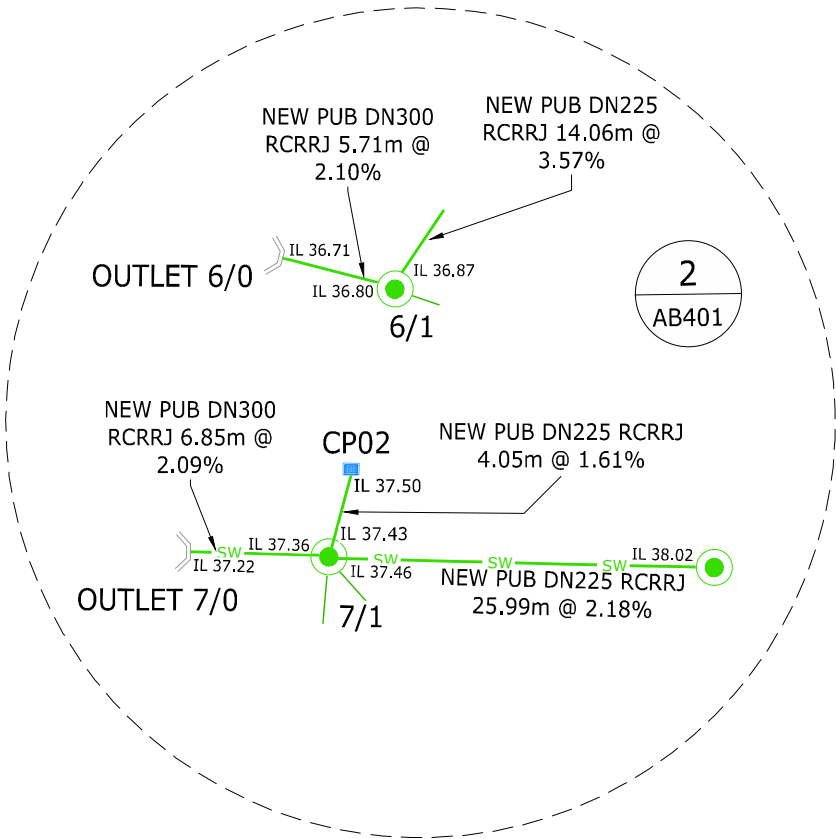 NEW PUB DN300
RCRRJ 5.71m @
2.10%
NEW PUB DN225
RCRRJ 14.06m @
3.57%
IL 36.71
OUTLET 6/0
IL 36.80
IL 36.87
6/1
2
AB401
NEW PUB DN300
RCRRJ 6.85m @
2.09%
CP02
NEW PUB DN225 RCRRJ
4.05m @ 1.61%
IL 37.50
IL 37.43
SW
IL 37.36
IL 37.22
SW
IL 37.46
SW
SW
IL 38.02
NEW PUB DN225 RCRRJ
25.99m @ 2.18%
OUTLET 7/0
7/1